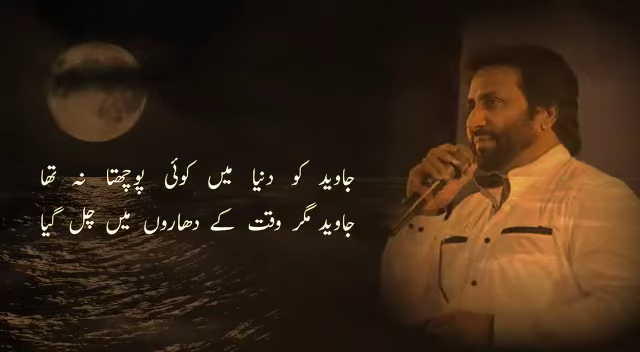 جاوید کو دنیا میں کوئی پوچھتا نہ تھا
جاوید مگر وقت کے دھاروں میں چل گیا